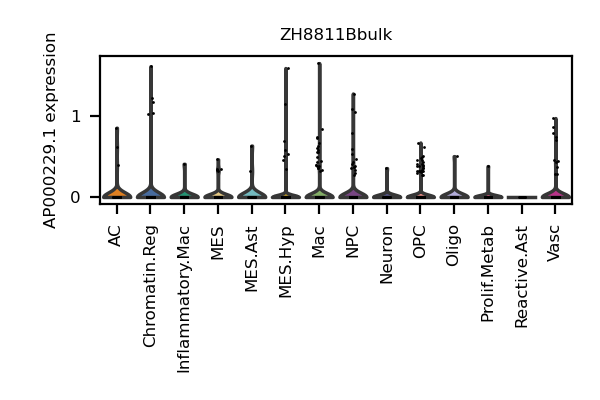 ZH8811Bbulk
AP000229.1 expression
1
0
AC
Chromatin.Reg
Inflammatory.Mac
MES
MES.Ast
MES.Hyp
Mac
NPC
Neuron
OPC
Oligo
Prolif.Metab
Reactive.Ast
Vasc